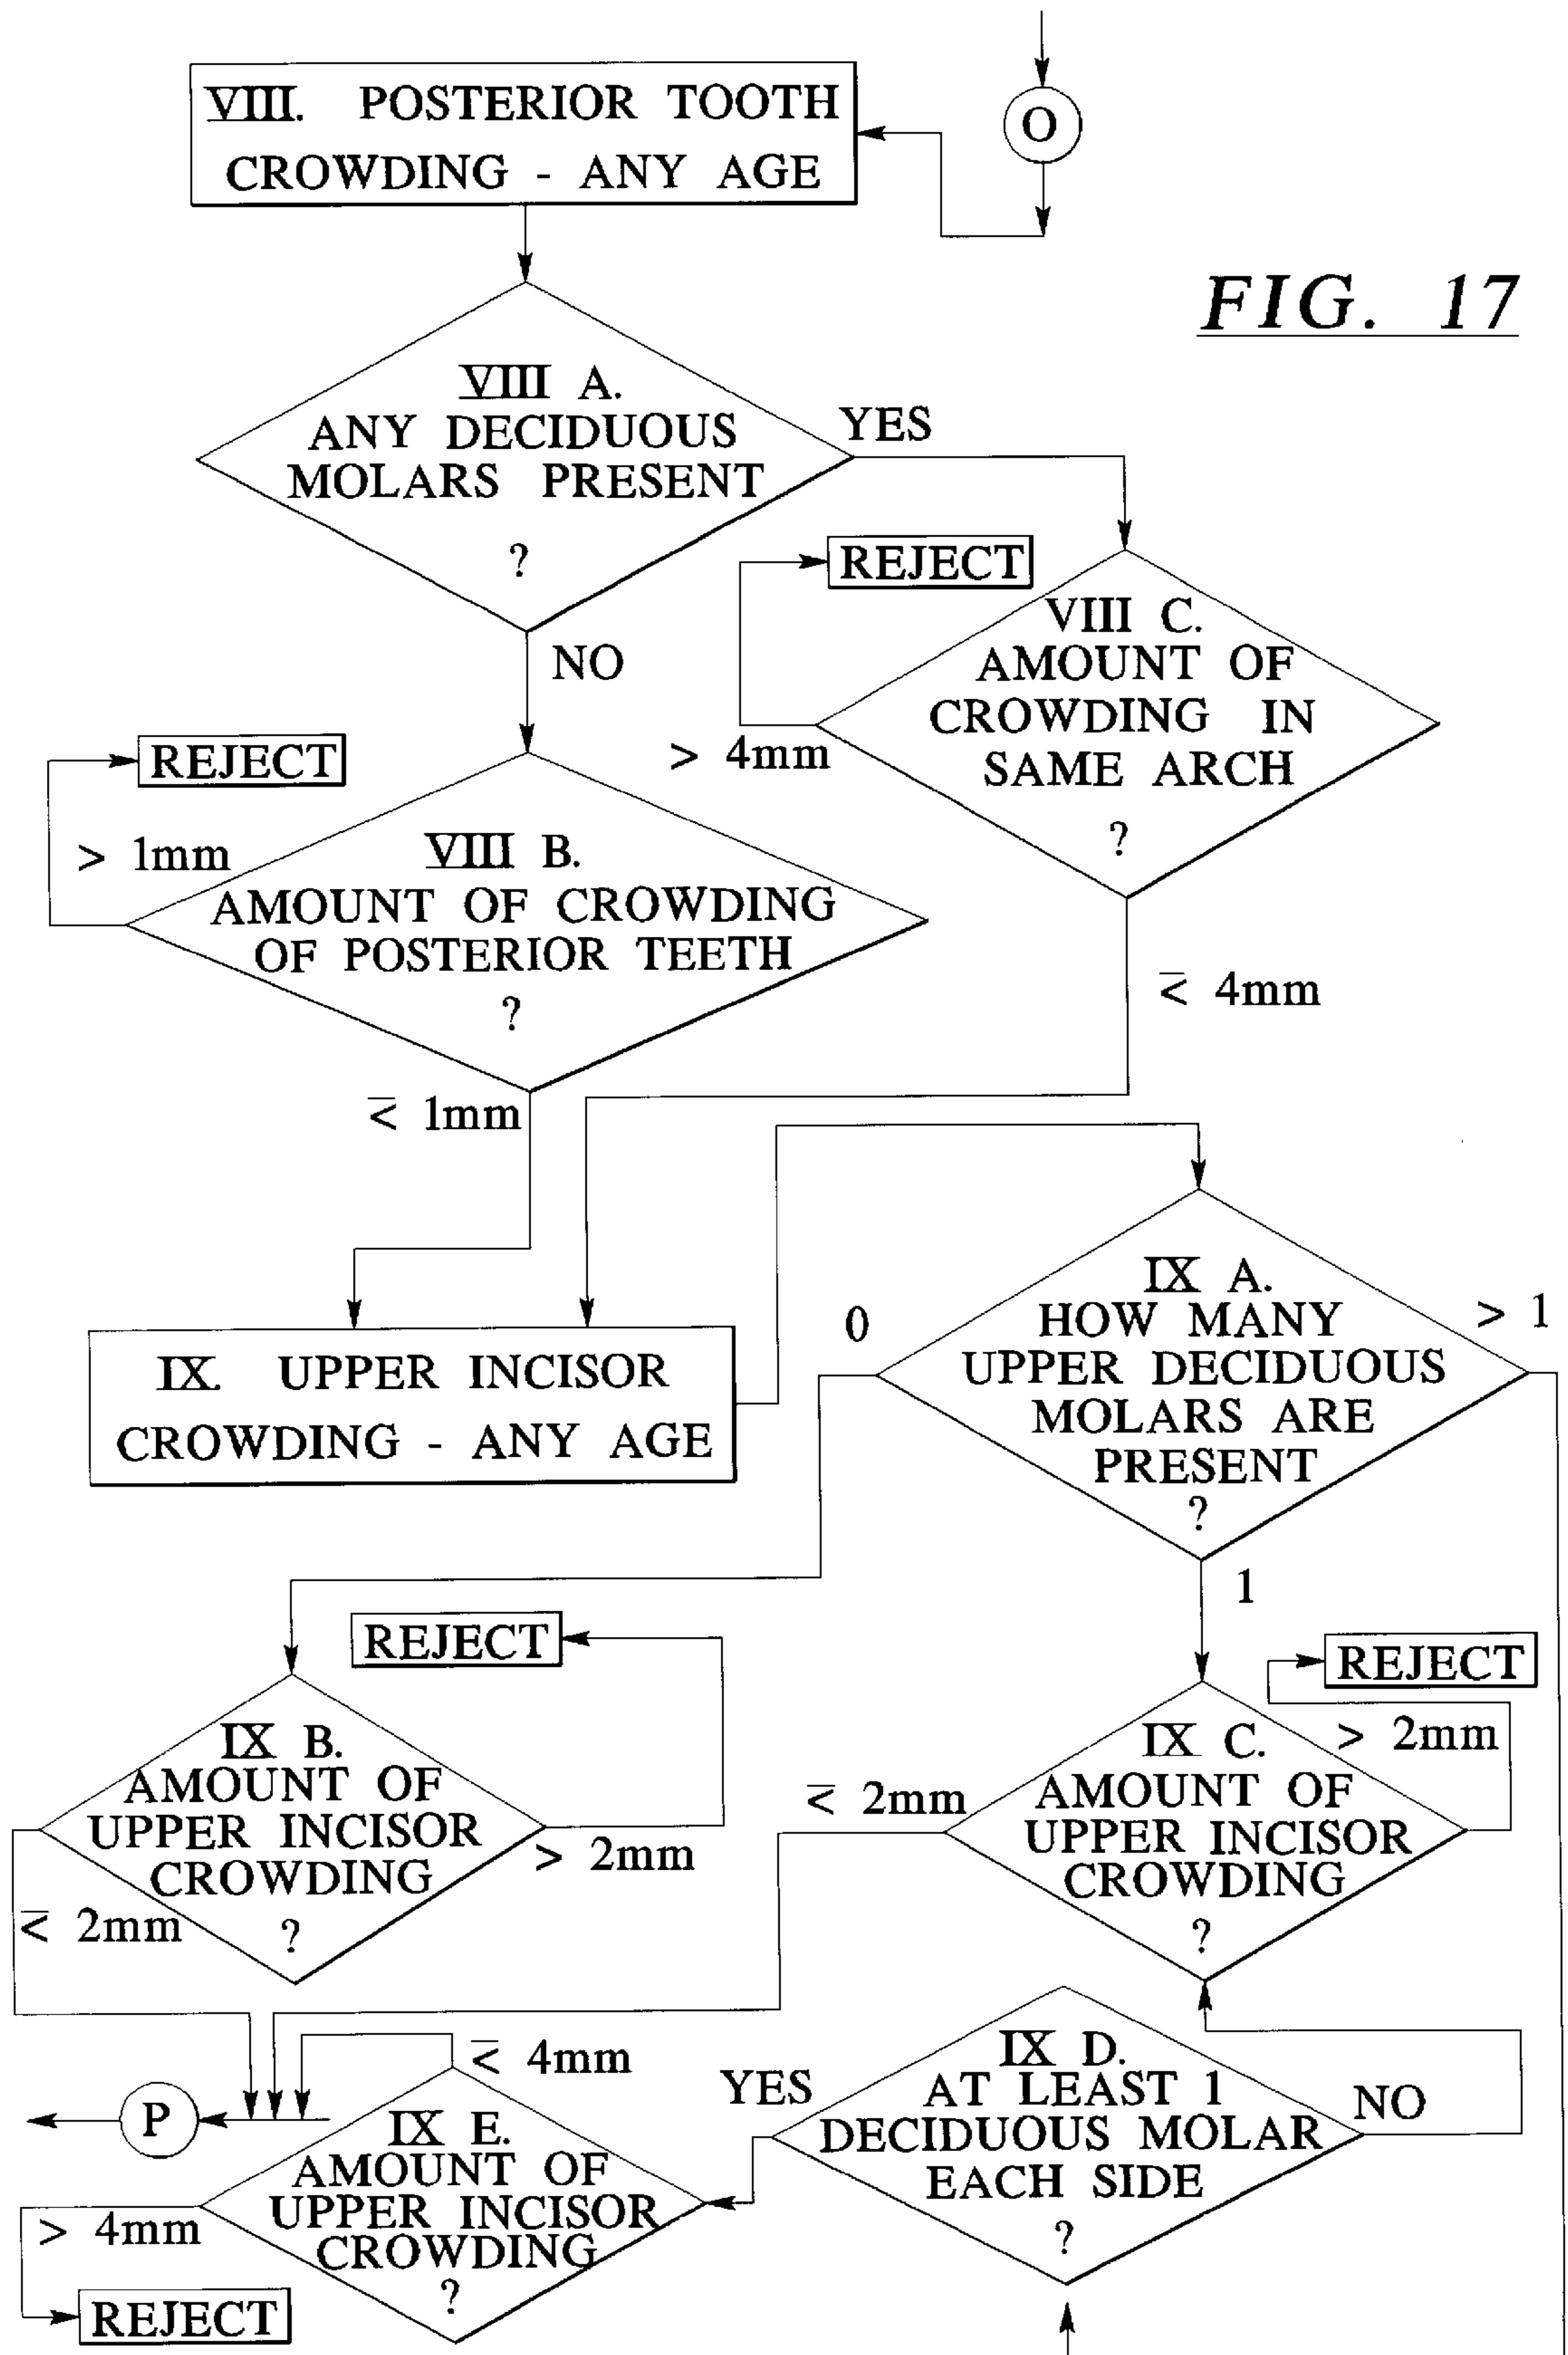 O
VIII. POSTERIOR TOOTH
CROWDING - ANY AGE
FIG. 17
VIII A.
ANY DECIDUOUS
MOLARS PRESENT
?
YES
NO
REJECT
VIII C.
AMOUNT OF
CROWDING IN
SAME ARCH
?
> 4mm
≤ 4mm
REJECT
> 1mm
VIII B.
AMOUNT OF CROWDING
OF POSTERIOR TEETH
?
≤ 1mm
IX. UPPER INCISOR
CROWDING - ANY AGE
0
IX A.
HOW MANY
UPPER DECIDUOUS
MOLARS ARE
PRESENT
?
> 1
1
REJECT
IX B.
AMOUNT OF
UPPER INCISOR
CROWDING
?
> 2mm
≤ 2mm
REJECT
IX C.
AMOUNT OF
UPPER INCISOR
CROWDING
?
> 2mm
≤ 2mm
IX D.
AT LEAST 1
DECIDUOUS MOLAR
EACH SIDE
?
YES
NO
≤ 4mm
P
IX E.
AMOUNT OF
UPPER INCISOR
CROWDING
?
> 4mm
REJECT